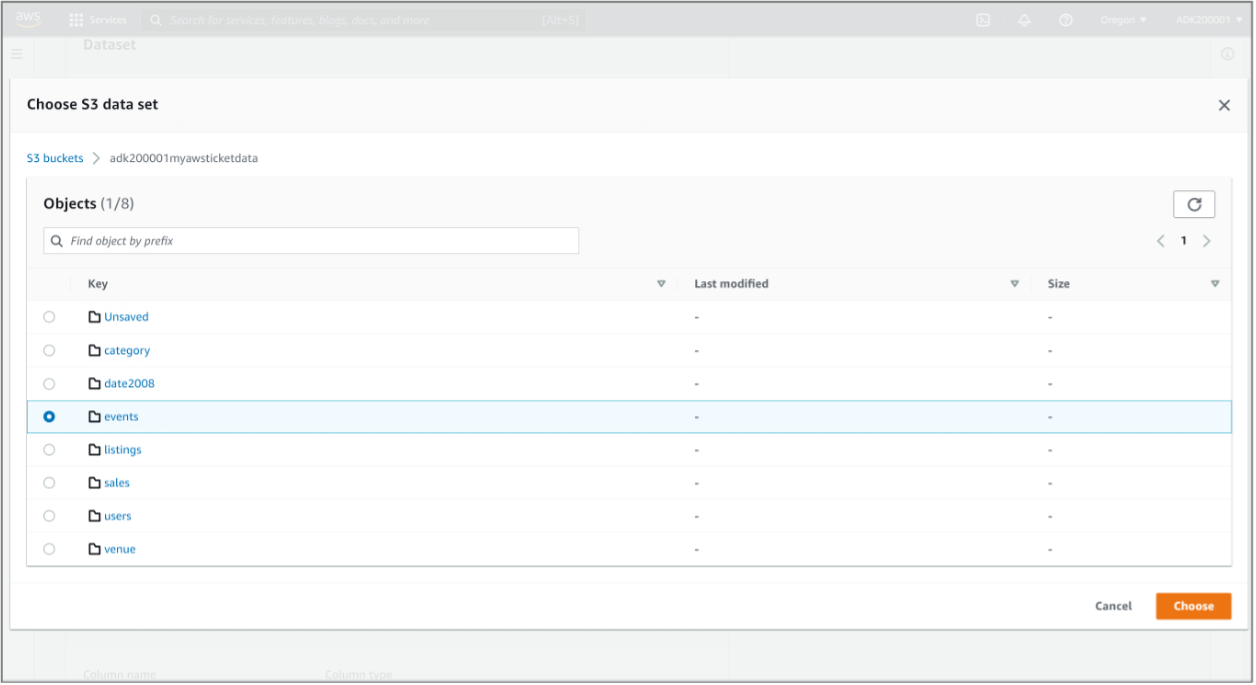 aws Services Search for services, features, blogs, docs, and more [Alt+S] Oregon ▼ ADK200001 ▼
Dataset
Choose S3 data set
S3 buckets > adk200001myawsticketdata
Objects (1/8)
Find object by prefix
< 1 >
Key Last modified Size
Unsaved - -
category - -
date2008 - -
events - -
listings - -
sales - -
users - -
venue - -
Cancel Choose
Column name Column type